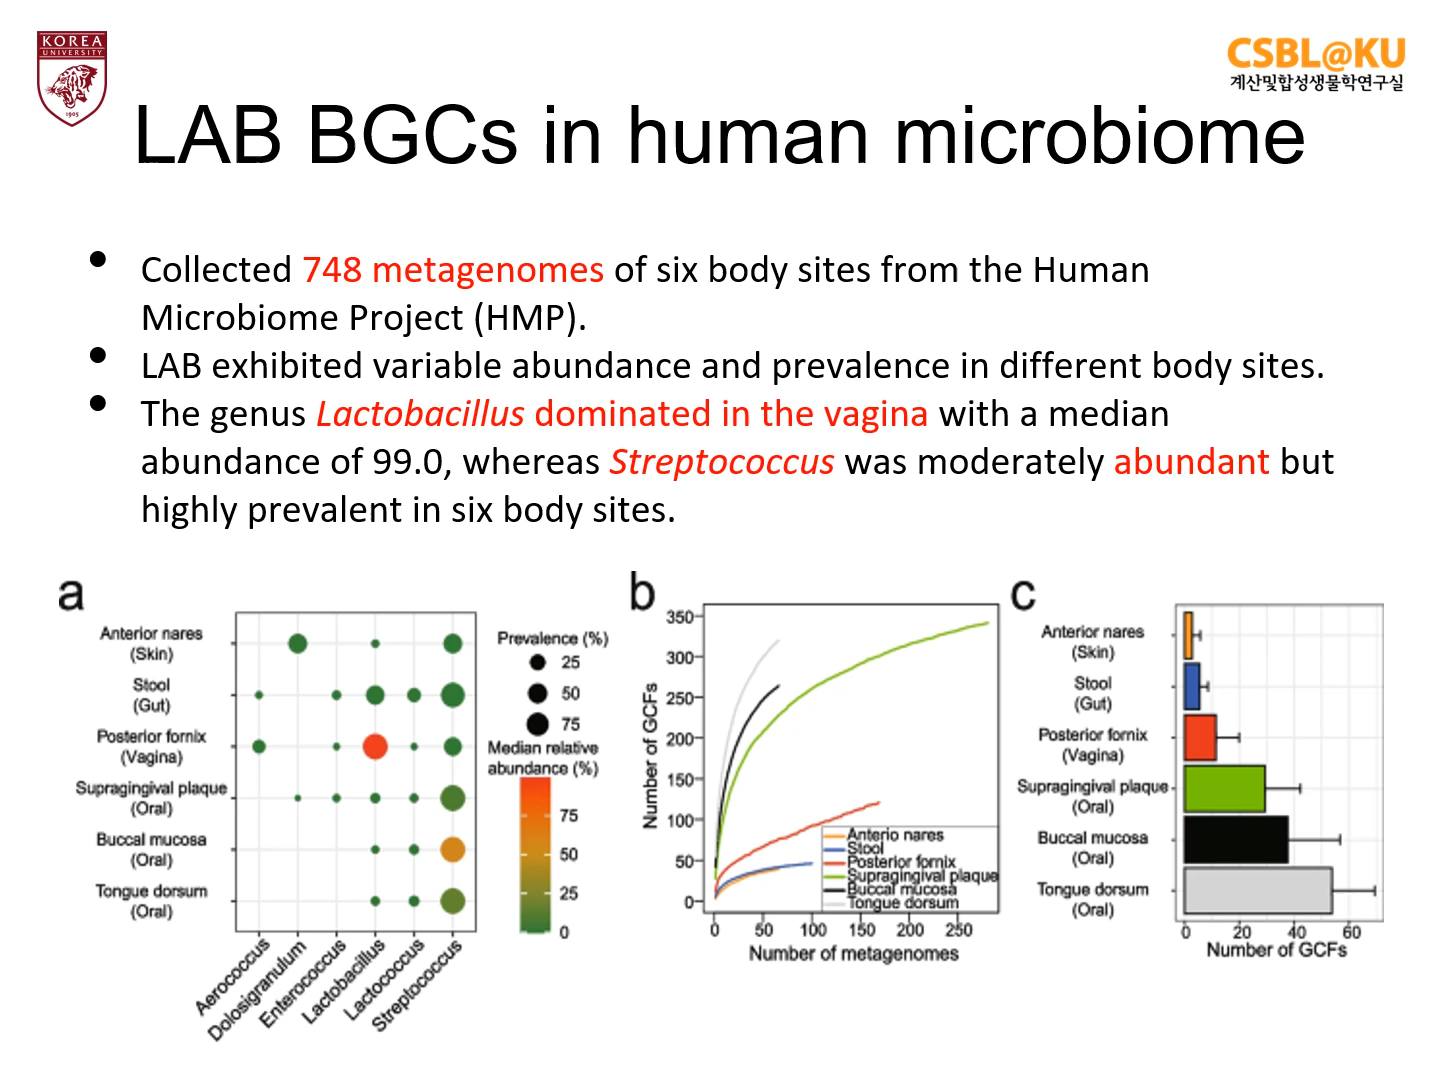 KOREA
UNIVERSITY
1905
CSBL@KU
계산및합성생물학연구실
LAB BGCs in human microbiome
• Collected 748 metagenomes of six body sites from the Human
Microbiome Project (HMP).
• LAB exhibited variable abundance and prevalence in different body sites.
• The genus Lactobacillus dominated in the vagina with a median
abundance of 99.0, whereas Streptococcus was moderately abundant but
highly prevalent in six body sites.
a
Anterior nares
(Skin)
Stool
(Gut)
Posterior fornix
(Vagina)
Supragingival plaque
(Oral)
Buccal mucosa
(Oral)
Tongue dorsum
(Oral)
Aerococcus
Dolosigranulum
Enterococcus
Lactobacillus
Lactococcus
Streptococcus
Prevalence (%)
25
50
75
Median relative
abundance (%)
75
50
25
0
b
Number of GCFs
350
300
250
200
150
100
50
0
0 50 100 150 200 250
Number of metagenomes
Anterio nares
Stool
Posterior fornix
Supragingival plaque
Buccal mucosa
Tongue dorsum
c
Anterior nares
(Skin)
Stool
(Gut)
Posterior fornix
(Vagina)
Supragingival plaque
(Oral)
Buccal mucosa
(Oral)
Tongue dorsum
(Oral)
0 20 40 60
Number of GCFs